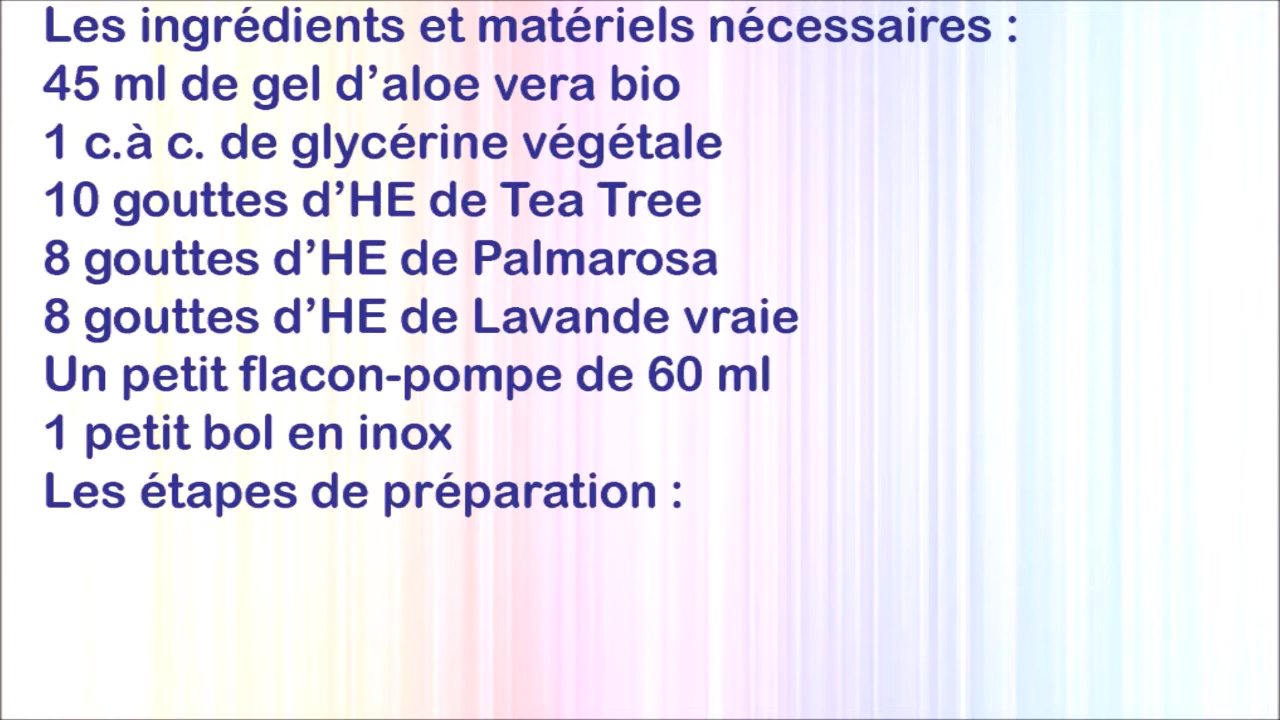 Les ingrédients et matériels nécessaires :
45 ml de gel d’aloe vera bio
1 c.à c. de glycérine végétale
10 gouttes d’HE de Tea Tree
8 gouttes d’HE de Palmarosa
8 gouttes d’HE de Lavande vraie
Un petit flacon-pompe de 60 ml
1 petit bol en inox
Les étapes de préparation :